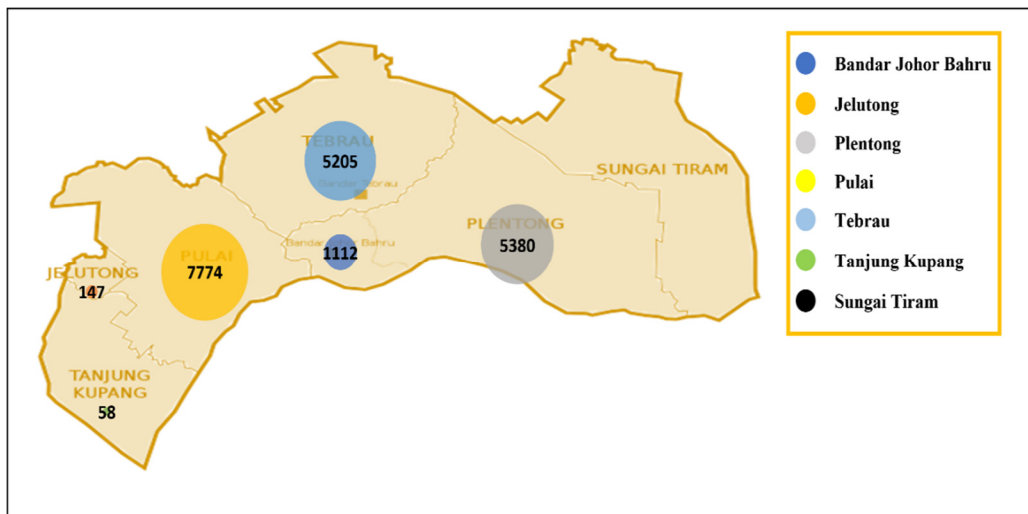 TEBRAU
5205
Bandar Tebrau
SUNGAI TIRAM
PLENTONG
5380
Bandar Johor Bahru
1112
PULAI
7774
JELUTONG
147
TANJUNG
KUPANG
58
Bandar Johor Bahru
Jelutong
Plentong
Pulai
Tebrau
Tanjung Kupang
Sungai Tiram